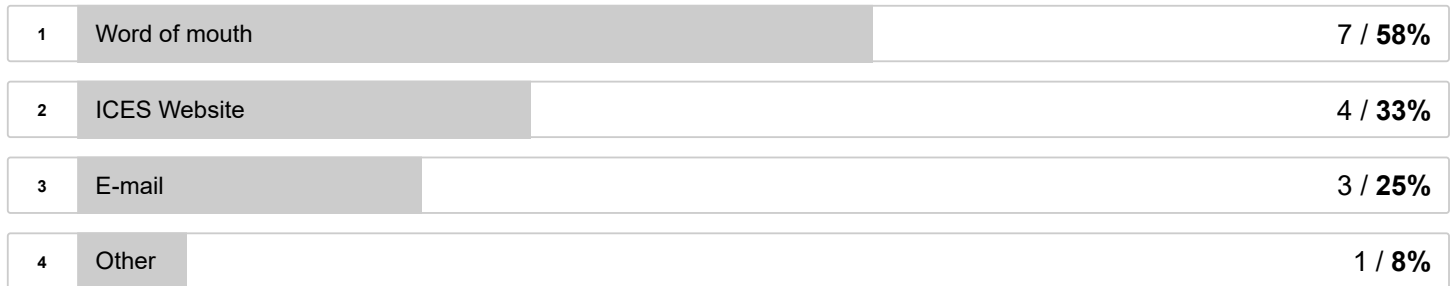 1 Word of mouth 7 / 58%
2 ICES Website 4 / 33%
3 E-mail 3 / 25%
4 Other 1 / 8%